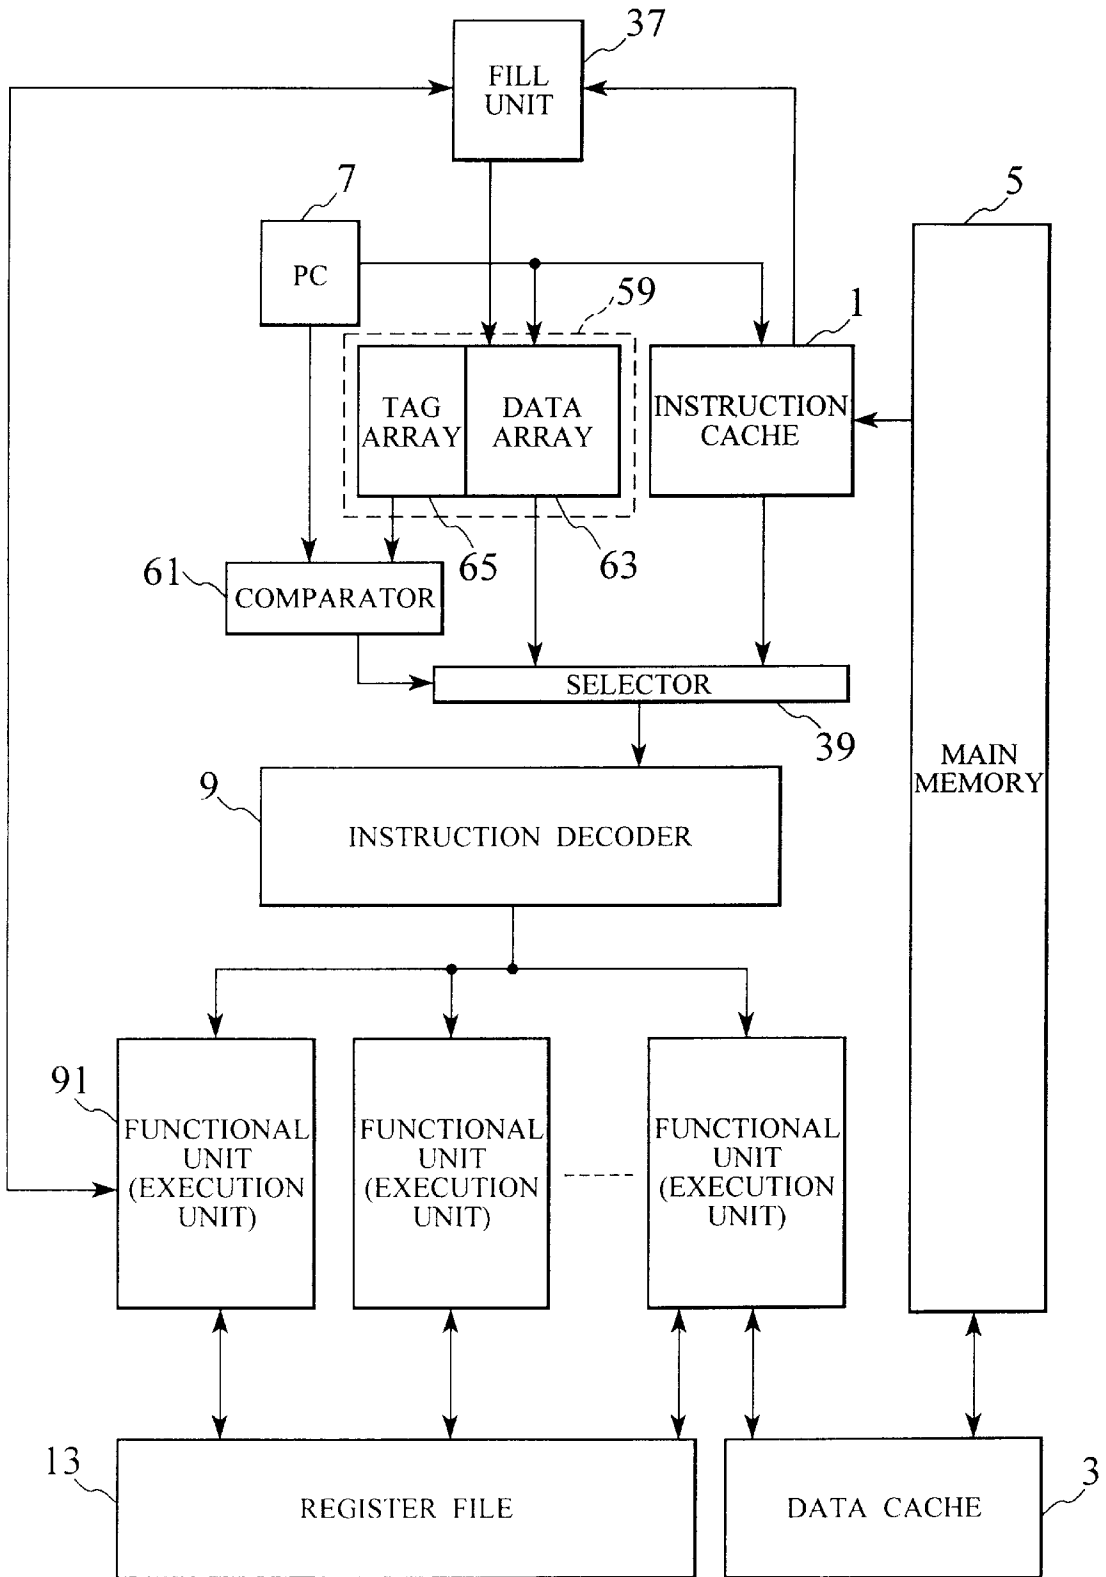 37
FILL
UNIT
7
PC
5
59
1
TAG
ARRAY
DATA
ARRAY
INSTRUCTION
CACHE
65
63
61
COMPARATOR
SELECTOR
39
MAIN
MEMORY
9
INSTRUCTION DECODER
91
FUNCTIONAL
UNIT
(EXECUTION
UNIT)
FUNCTIONAL
UNIT
(EXECUTION
UNIT)
FUNCTIONAL
UNIT
(EXECUTION
UNIT)
13
REGISTER FILE
DATA CACHE
3